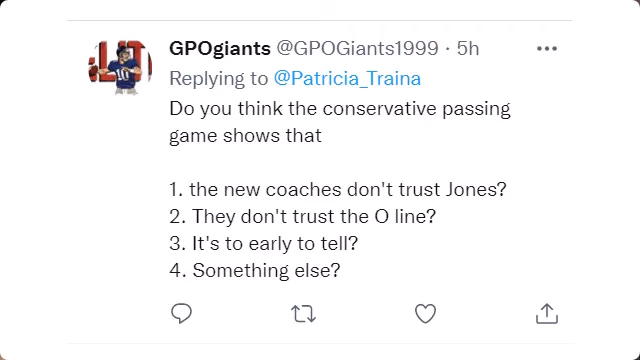 GPOgiants @GPOGiants1999 · 5h
Replying to @Patricia_Traina
Do you think the conservative passing
game shows that
1. the new coaches don't trust Jones?
2. They don't trust the O line?
3. It's to early to tell?
4. Something else?